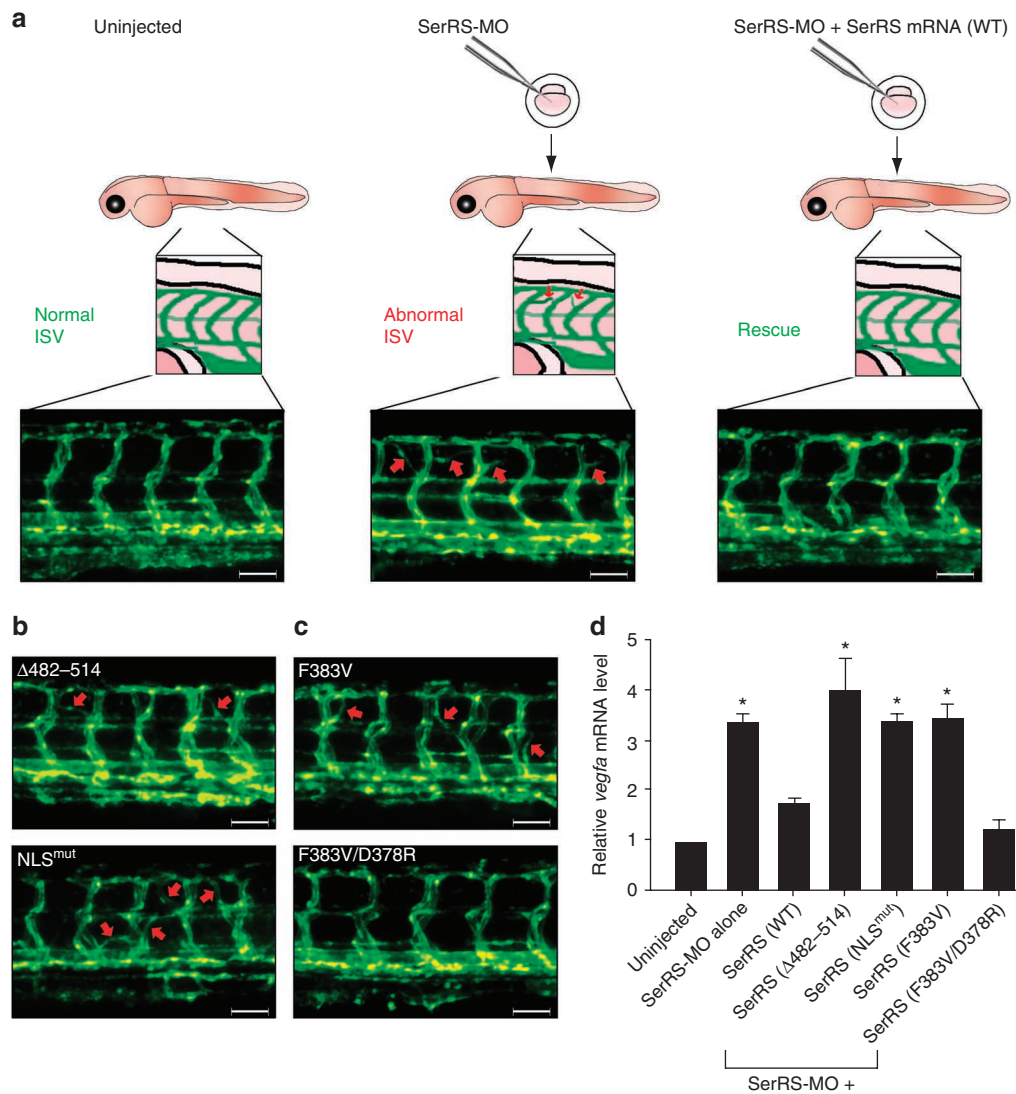 a
Uninjected
SerRS-MO
SerRS-MO + SerRS mRNA (WT)
Normal
ISV
Abnormal
ISV
Rescue
b
Δ482–514
NLSmut
c
F383V
F383V/D378R
d
Relative vegfa mRNA level
5
4
3
2
1
0
*
*
*
*
Uninjected
SerRS-MO alone
SerRS (WT)
SerRS (Δ482–514)
SerRS (NLSmut)
SerRS (F383V)
SerRS (F383V/D378R)
SerRS-MO +